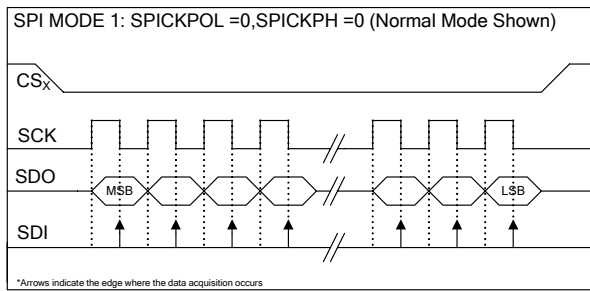 SPI MODE 1: SPICKPOL =0,SPICKPH =0 (Normal Mode Shown)
CSX
SCK
SDO
MSB
LSB
SDI
*Arrows indicate the edge where the data acquisition occurs